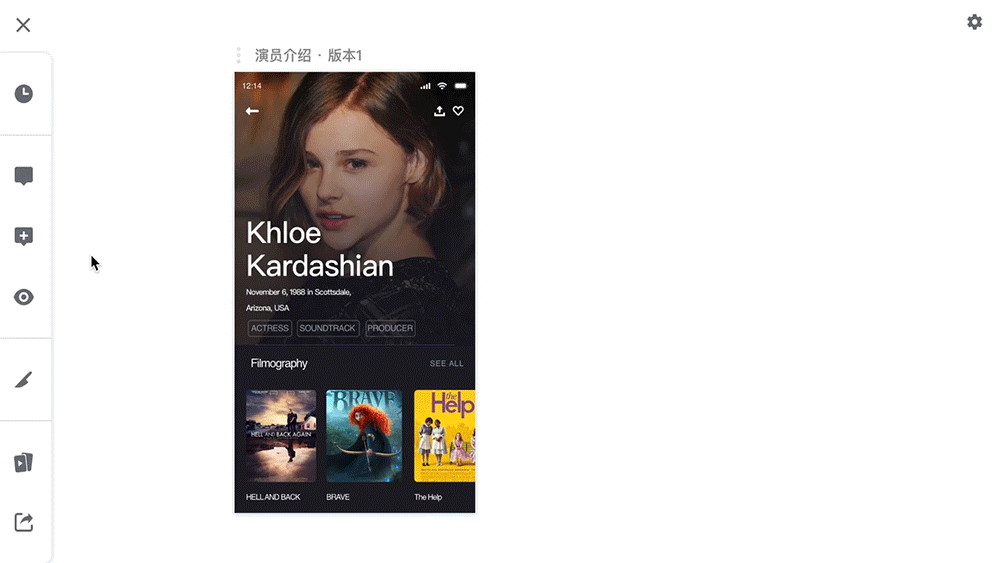 演员介绍 · 版本1
12:14
Khloe
Kardashian
November 6, 1988 in Scottsdale,
Arizona, USA
ACTRESS SOUNDTRACK PRODUCER
Filmography SEE ALL
HELL AND BACK AGAIN
BRAVE
the
Help
HELL AND BACK BRAVE The Help